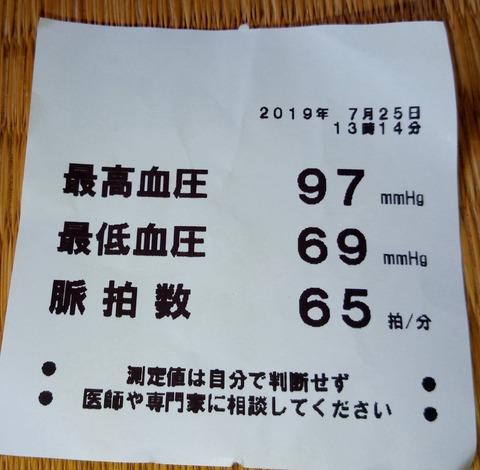 2019年 7月25日
13時14分
最高血圧 97 mmHg
最低血圧 69 mmHg
脈拍数 65 拍/分
● 測定値は自分で判断せず ●
● 医師や専門家に相談してください ●